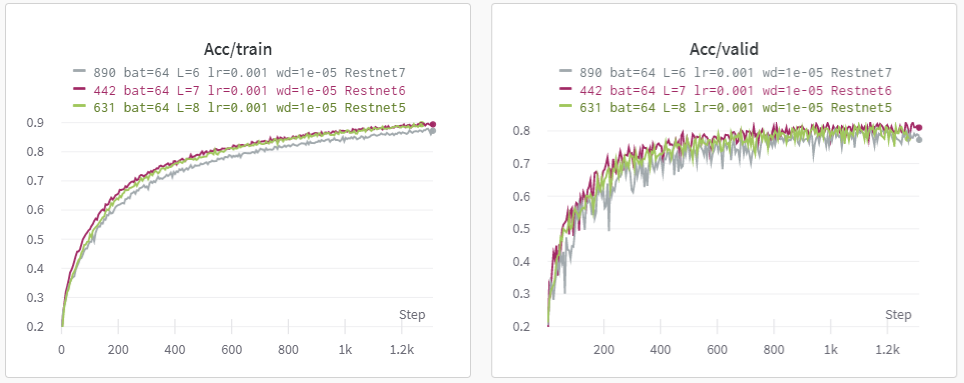 Acc/train
890 bat=64 L=6 lr=0.001 wd=1e-05 Restnet7
442 bat=64 L=7 lr=0.001 wd=1e-05 Restnet6
631 bat=64 L=8 lr=0.001 wd=1e-05 Restnet5
0.9
0.8
0.7
0.6
0.5
0.4
0.3
0.2
Step
0 200 400 600 800 1k 1.2k
Acc/valid
890 bat=64 L=6 lr=0.001 wd=1e-05 Restnet7
442 bat=64 L=7 lr=0.001 wd=1e-05 Restnet6
631 bat=64 L=8 lr=0.001 wd=1e-05 Restnet5
0.8
0.7
0.6
0.5
0.4
0.3
0.2
Step
200 400 600 800 1k 1.2k